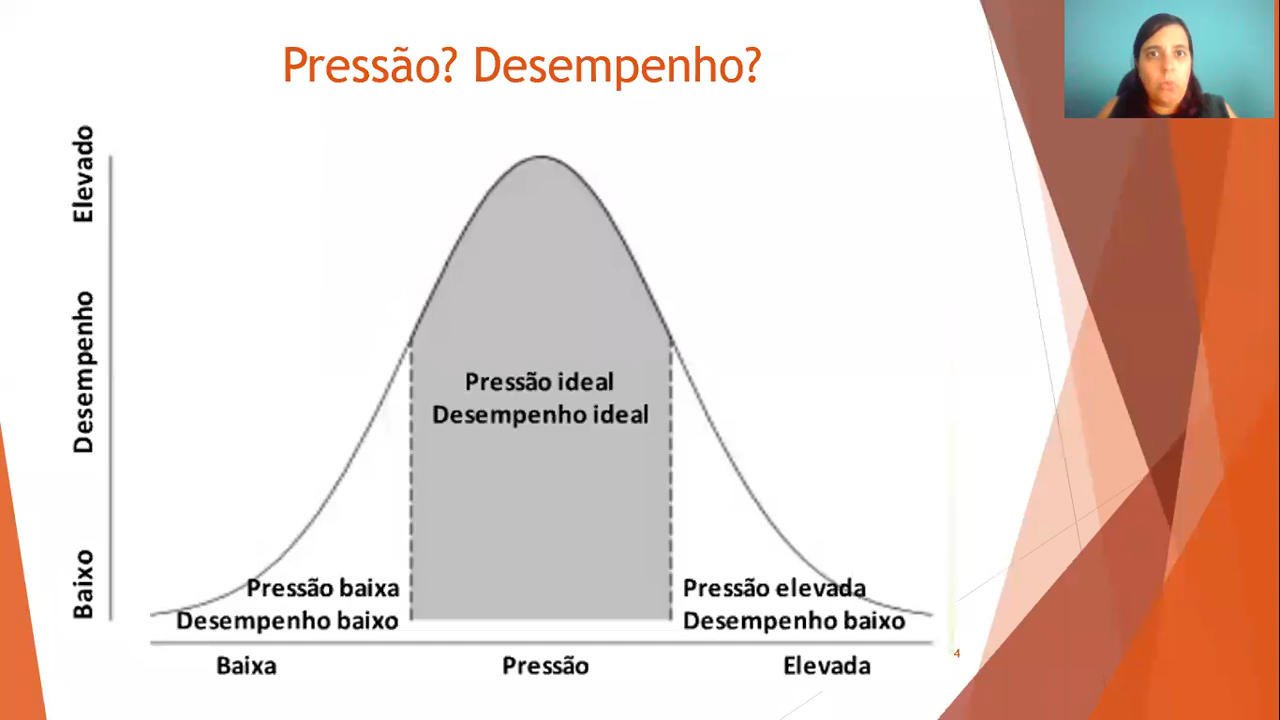 Pressão? Desempenho?
Elevado
Desempenho
Baixo
Pressão ideal
Desempenho ideal
Pressão baixa
Desempenho baixo
Pressão elevada
Desempenho baixo
Baixa
Pressão
Elevada
4